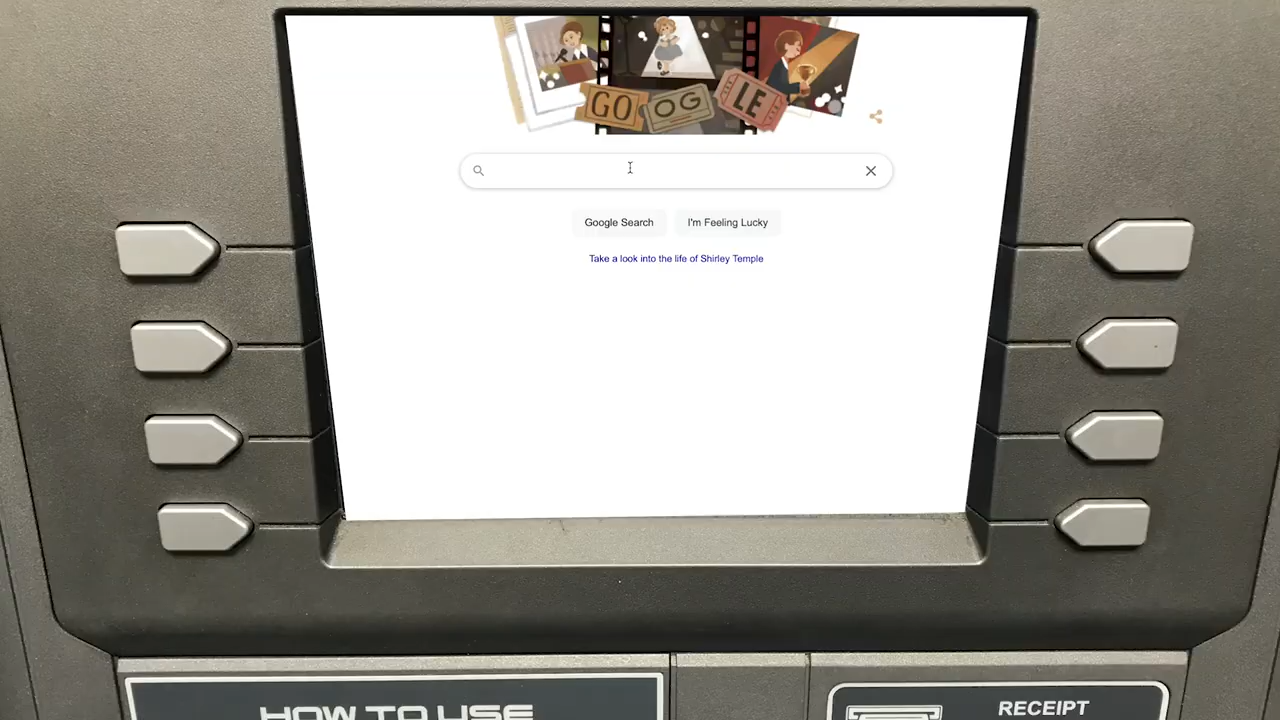 GO OG LE
Google Search
I'm Feeling Lucky
Take a look into the life of Shirley Temple
HOW TO USE
RECEIPT